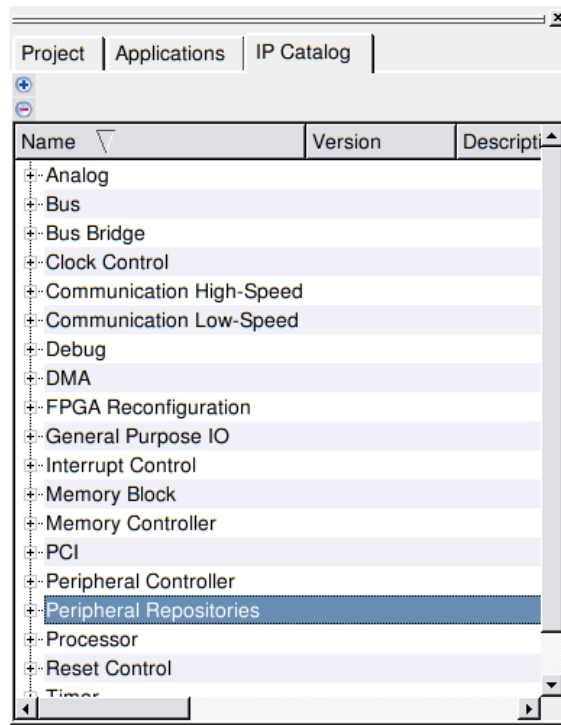 Project Applications IP Catalog
Name Version Descripti
Analog
Bus
Bus Bridge
Clock Control
Communication High-Speed
Communication Low-Speed
Debug
DMA
FPGA Reconfiguration
General Purpose IO
Interrupt Control
Memory Block
Memory Controller
PCI
Peripheral Controller
Peripheral Repositories
Processor
Reset Control
Timer